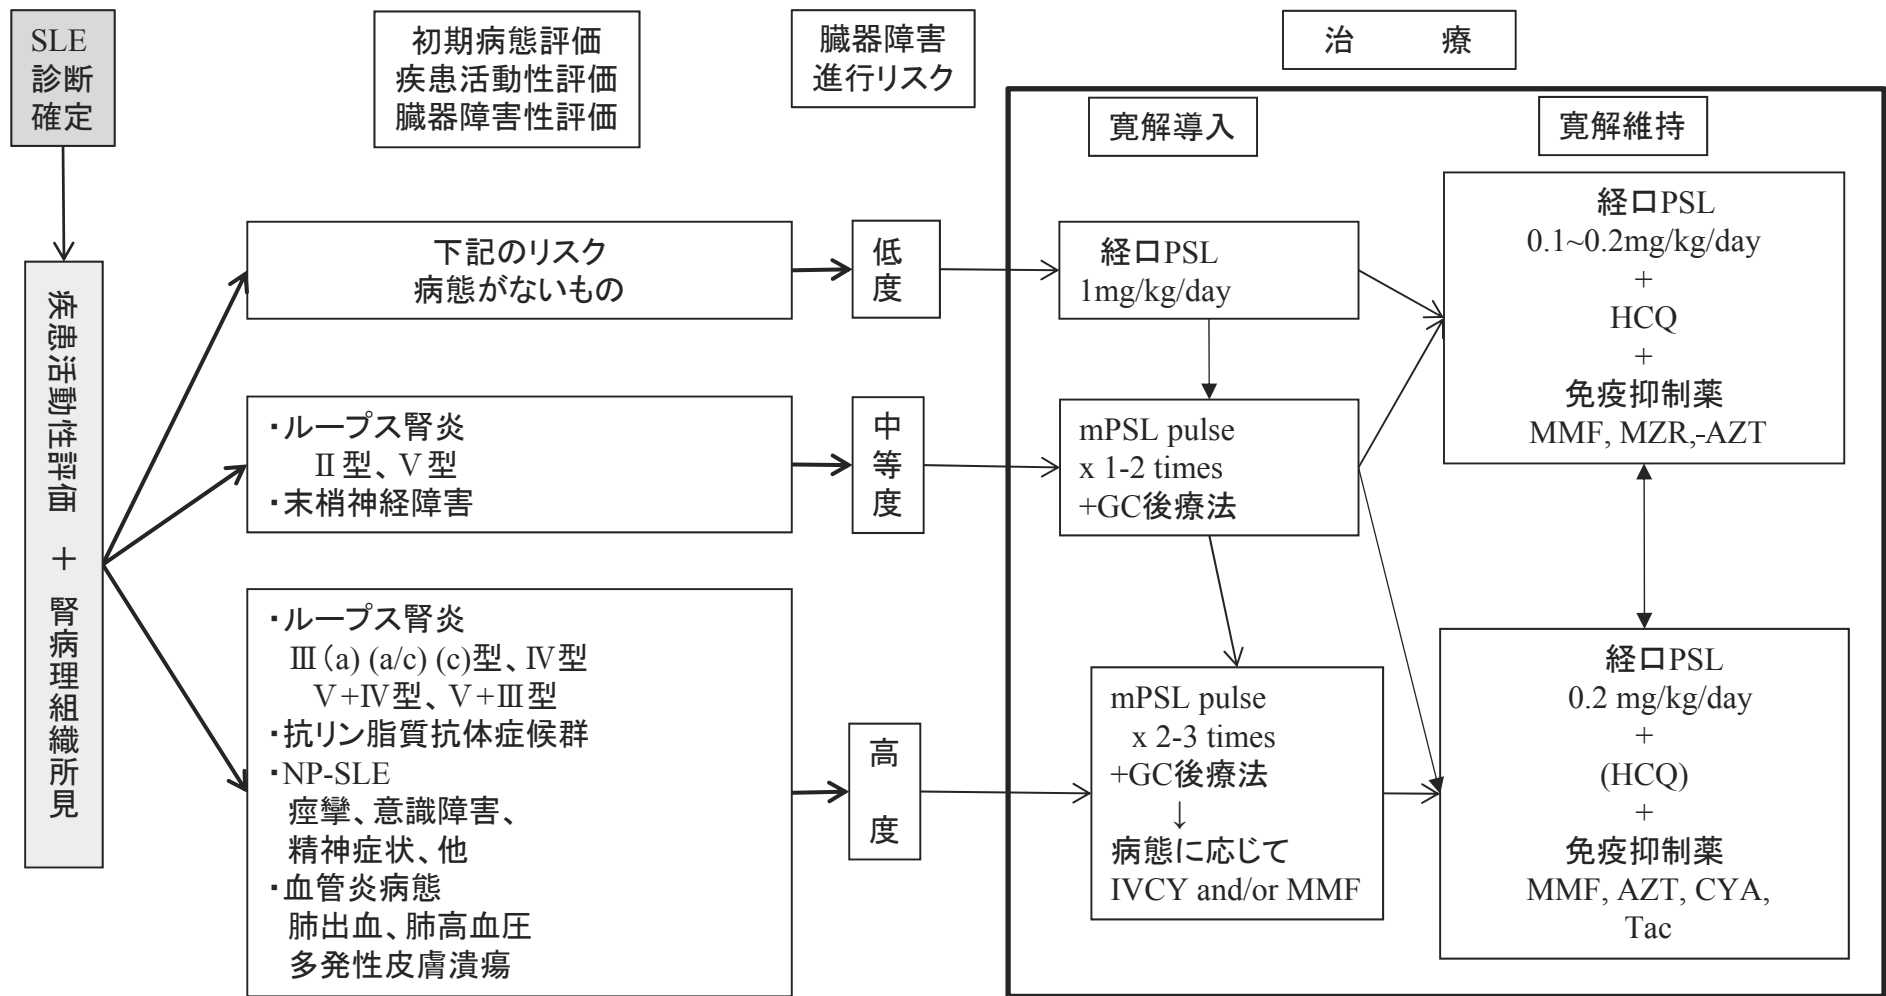 SLE
診断
確定
初期病態評価
疾患活動性評価
臓器障害性評価
臓器障害
進行リスク
治　療
寛解導入
寛解維持
疾患活動性評価　＋　腎病理組織所見
下記のリスク
病態がないもの
低度
経口PSL
1mg/kg/day
経口PSL
0.1~0.2mg/kg/day
+
HCQ
+
免疫抑制薬
MMF, MZR,-AZT
・ループス腎炎
Ⅱ型、Ⅴ型
・末梢神経障害
中等度
mPSL pulse
x 1-2 times
+GC後療法
・ループス腎炎
Ⅲ（a) (a/c) (c)型、Ⅳ型
Ⅴ+Ⅳ型、Ⅴ+Ⅲ型
・抗リン脂質抗体症候群
・NP-SLE
痙攣、意識障害、
精神症状、他
・血管炎病態
肺出血、肺高血圧
多発性皮膚潰瘍
高度
mPSL pulse
x 2-3 times
+GC後療法
↓
病態に応じて
IVCY and/or MMF
経口PSL
0.2 mg/kg/day
+
(HCQ)
+
免疫抑制薬
MMF, AZT, CYA,
Tac